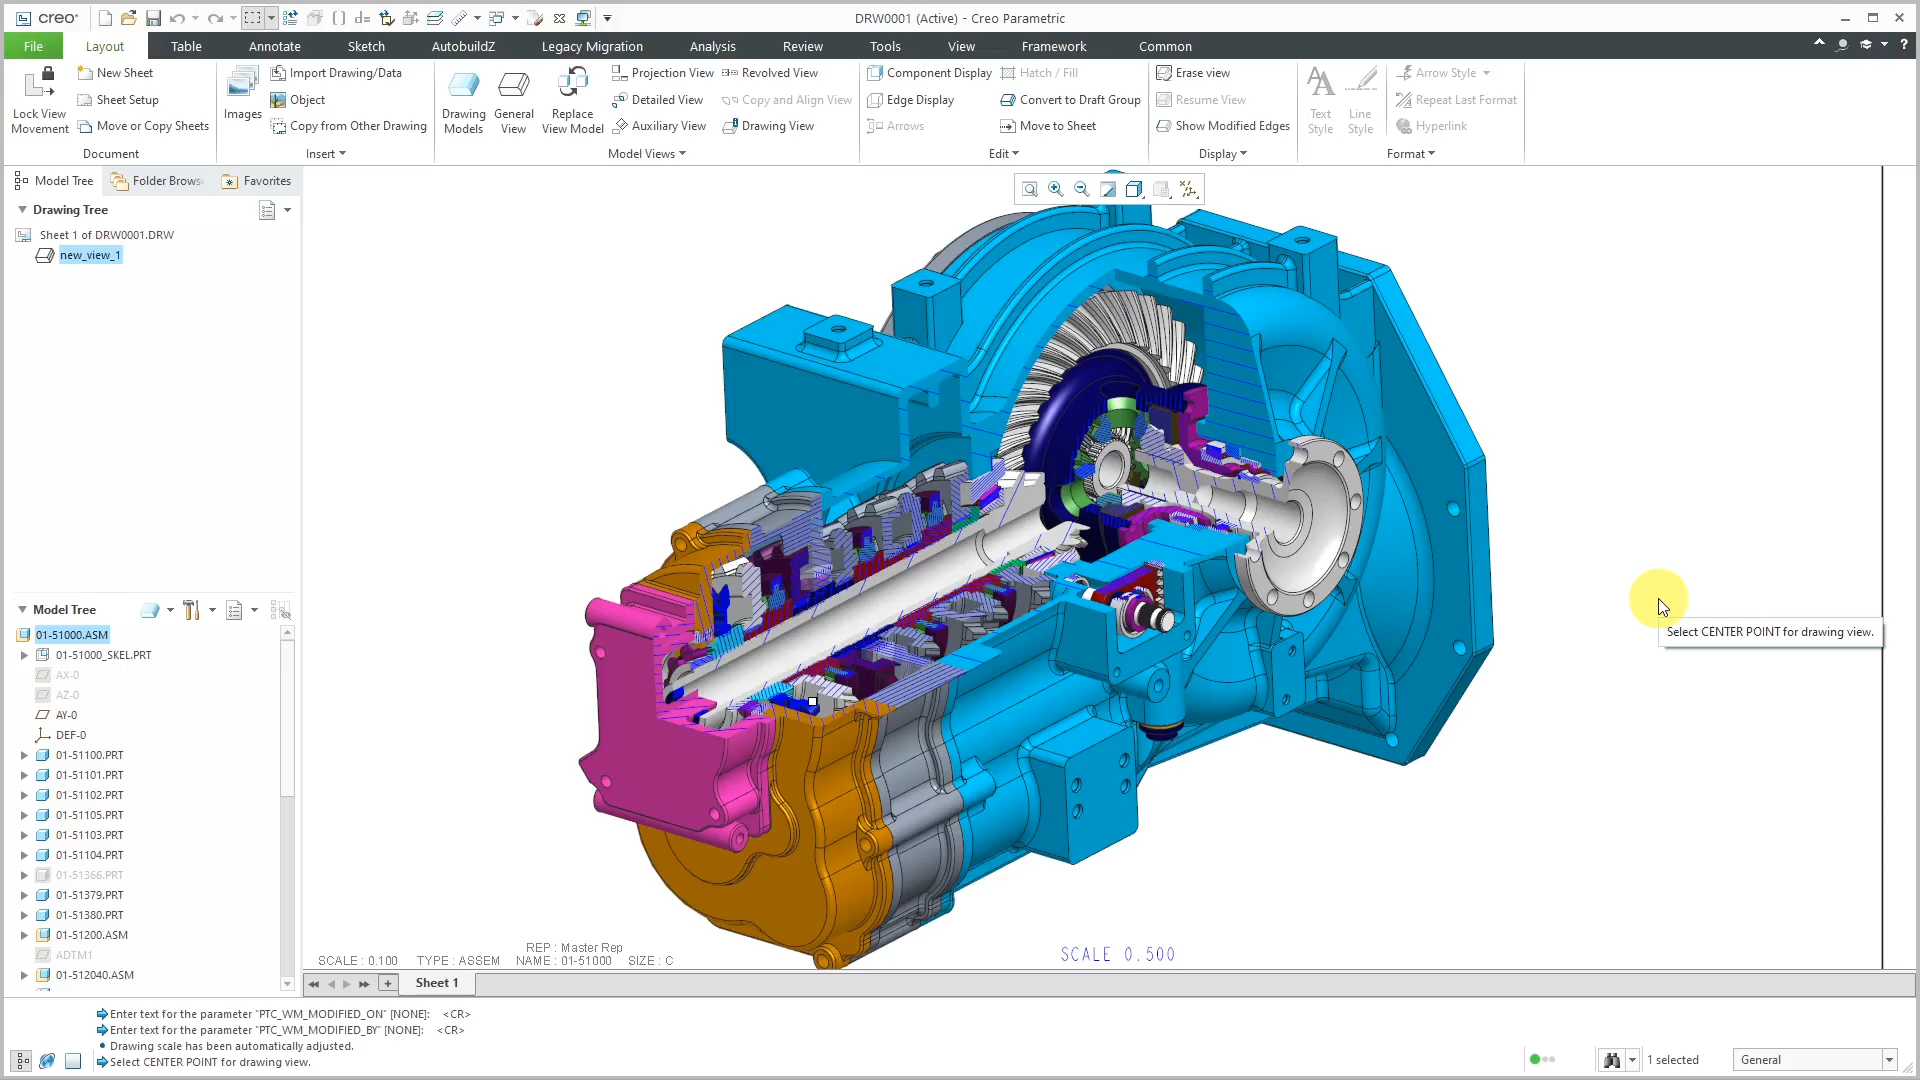 creo
DRW0001 (Active) - Creo Parametric
File
Layout
Table
Annotate
Sketch
AutobuildZ
Legacy Migration
Analysis
Review
Tools
View
Framework
Common
Lock View
Movement
New Sheet
Sheet Setup
Move or Copy Sheets
Document
Images
Import Drawing/Data
Object
Copy from Other Drawing
Insert
Drawing
Models
General
View
Replace
View Model
Projection View
Detailed View
Auxiliary View
Revolved View
Copy and Align View
Drawing View
Model Views
Component Display
Edge Display
Arrows
Hatch / Fill
Convert to Draft Group
Move to Sheet
Edit
Erase view
Resume View
Show Modified Edges
Display
Text
Style
Line
Style
Arrow Style
Repeat Last Format
Hyperlink
Format
Model Tree
Folder Brows
Favorites
Drawing Tree
Sheet 1 of DRW0001.DRW
new_view_1
Model Tree
01-51000.ASM
01-51000_SKEL.PRT
AX-0
AZ-0
AY-0
DEF-0
01-51100.PRT
01-51101.PRT
01-51102.PRT
01-51105.PRT
01-51103.PRT
01-51104.PRT
01-51366.PRT
01-51379.PRT
01-51380.PRT
01-51200.ASM
ADTM1
01-512040.ASM
Select CENTER POINT for drawing view.
SCALE 0.500
REP : Master Rep
SCALE : 0.100 TYPE : ASSEM NAME : 01-51000 SIZE : C
Sheet 1
Enter text for the parameter "PTC_WM_MODIFIED_ON" [NONE]: <CR>
Enter text for the parameter "PTC_WM_MODIFIED_BY" [NONE]: <CR>
• Drawing scale has been automatically adjusted.
Select CENTER POINT for drawing view.
1 selected
General